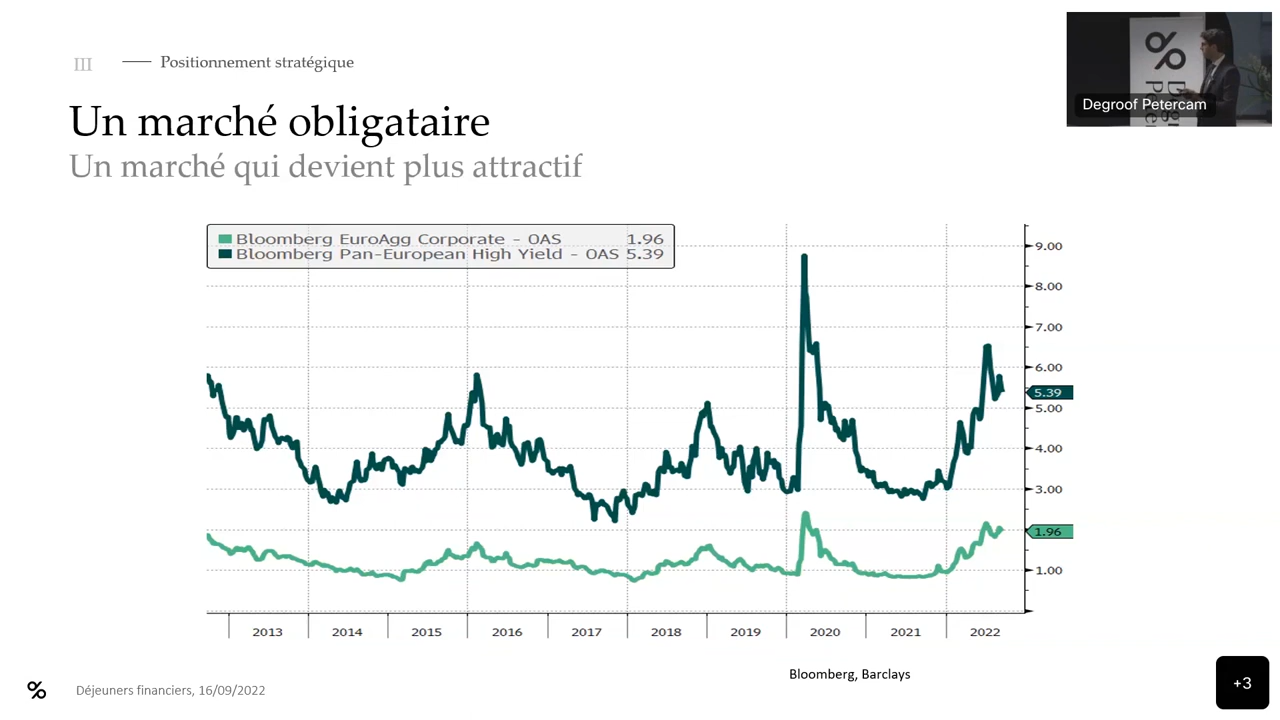 III
Positionnement stratégique
Un marché obligataire
Un marché qui devient plus attractif
Degroof Petercam
Bloomberg EuroAgg Corporate - OAS 1.96
Bloomberg Pan-European High Yield - OAS 5.39
9.00
8.00
7.00
6.00
5.39
5.00
4.00
3.00
1.96
1.00
2013 2014 2015 2016 2017 2018 2019 2020 2021 2022
Bloomberg, Barclays
Déjeuners financiers, 16/09/2022
+3